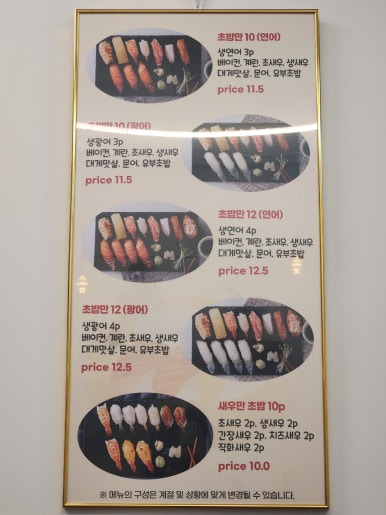 초밥만 10 (연어)
생연어 3p
베이컨. 계란. 초새우. 생새우
대게맛살. 문어. 유부초밥
price 11.5
초밥만 10 (광어)
생광어 3p
베이컨. 계란. 초새우. 생새우
대게맛살. 문어. 유부초밥
price 11.5
초밥만 12 (연어)
생연어 4p
베이컨. 계란. 초새우. 생새우
대게맛살. 문어. 유부초밥
price 12.5
초밥만 12 (광어)
생광어 4p
베이컨. 계란. 초새우. 생새우
대게맛살. 문어. 유부초밥
price 12.5
새우만 초밥 10p
초새우 2p. 생새우 2p
간장새우 2p. 치즈새우 2p
직화새우 2p
price 10.0
※ 메뉴의 구성은 계절 및 상황에 맞게 변경될 수 있습니다.